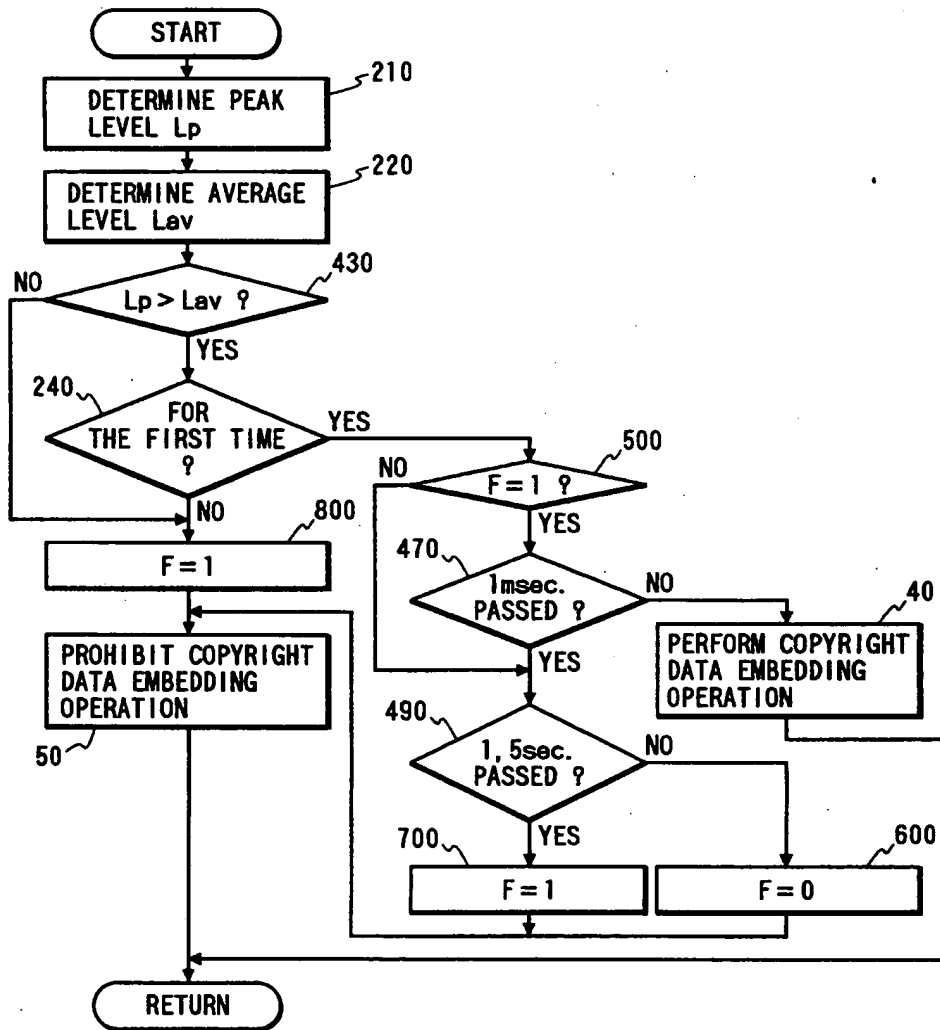 START
210
DETERMINE PEAK
LEVEL Lp
220
DETERMINE AVERAGE
LEVEL Lav
430
NO
Lp > Lav ?
YES
240
FOR
THE FIRST TIME
?
YES
NO
500
NO
F = 1 ?
YES
800
F = 1
470
1msec.
PASSED ?
NO
YES
40
PERFORM COPYRIGHT
DATA EMBEDDING
OPERATION
PROHIBIT COPYRIGHT
DATA EMBEDDING
OPERATION
50
490
1, 5sec.
PASSED ?
NO
YES
700
F = 1
600
F = 0
RETURN